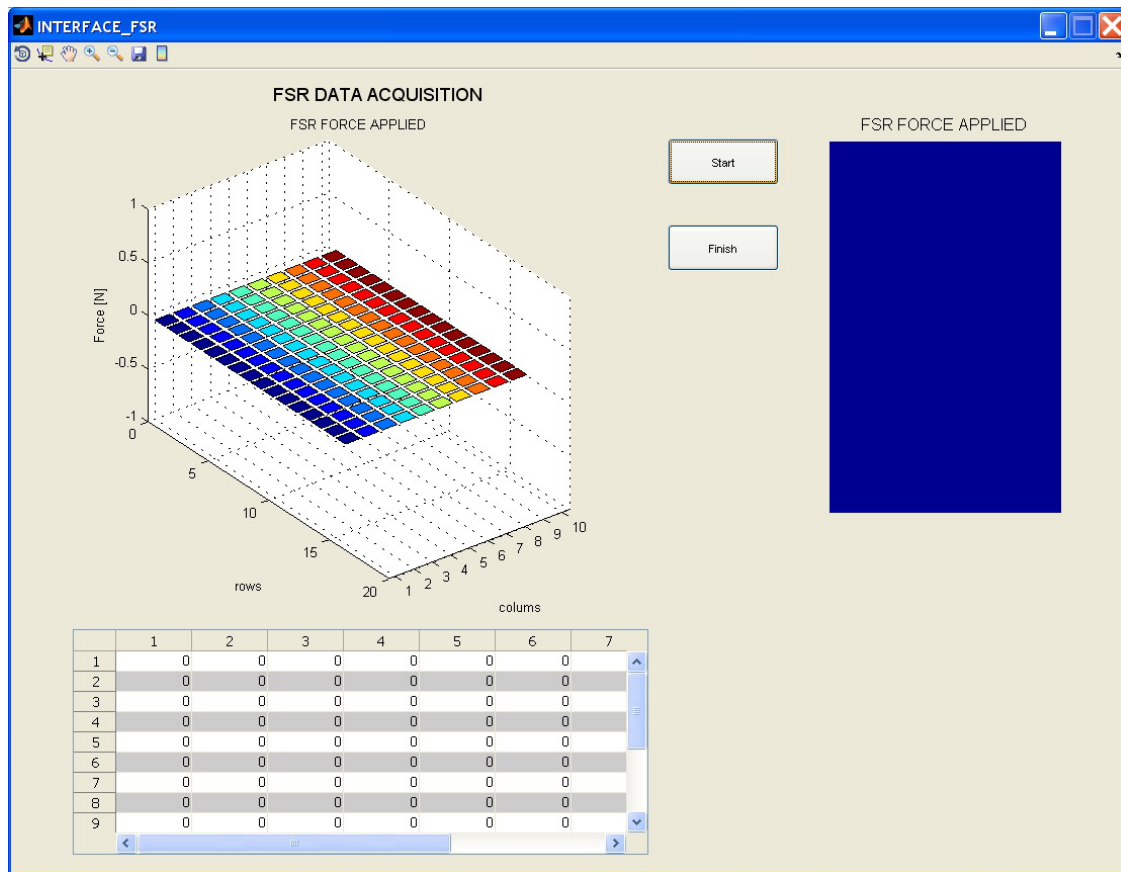 INTERFACE_FSR
FSR DATA ACQUISITION
FSR FORCE APPLIED
Force [N]
1
0.5
0
-0.5
-1
0
5
10
15
20
rows
1 2 3 4 5 6 7 8 9 10
colums
Start
Finish
FSR FORCE APPLIED
1 2 3 4 5 6 7
1 0 0 0 0 0 0
2 0 0 0 0 0 0
3 0 0 0 0 0 0
4 0 0 0 0 0 0
5 0 0 0 0 0 0
6 0 0 0 0 0 0
7 0 0 0 0 0 0
8 0 0 0 0 0 0
9 0 0 0 0 0 0